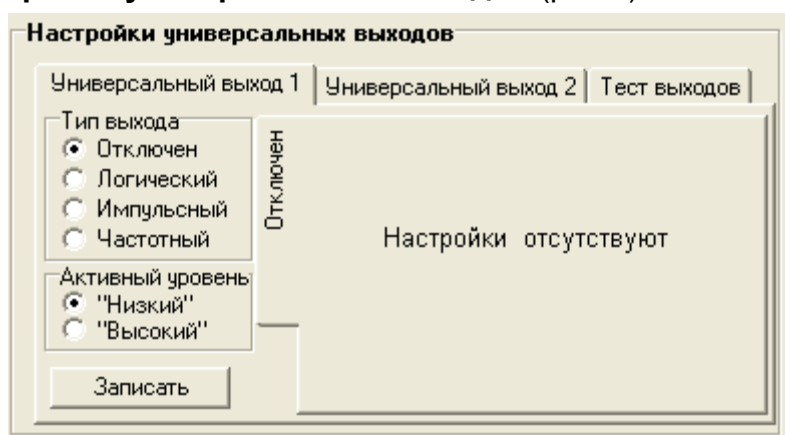 Настройки универсальных выходов
Универсальный выход 1
Универсальный выход 2
Тест выходов
Тип выхода
Отключен
Логический
Импульсный
Частотный
Активный уровень
"Низкий"
"Высокий"
Записать
Отключен
Настройки отсутствуют